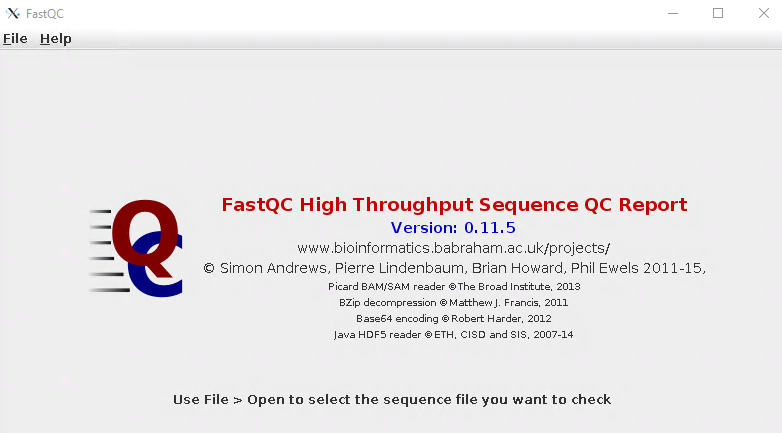 FastQC
File Help
QC
FastQC High Throughput Sequence QC Report
Version: 0.11.5
www.bioinformatics.babraham.ac.uk/projects/
© Simon Andrews, Pierre Lindenbaum, Brian Howard, Phil Ewels 2011-15,
Picard BAM/SAM reader ©The Broad Institute, 2013
BZip decompression ©Matthew J. Francis, 2011
Base64 encoding ©Robert Harder, 2012
Java HDF5 reader ©ETH, CISD and SIS, 2007-14
Use File > Open to select the sequence file you want to check